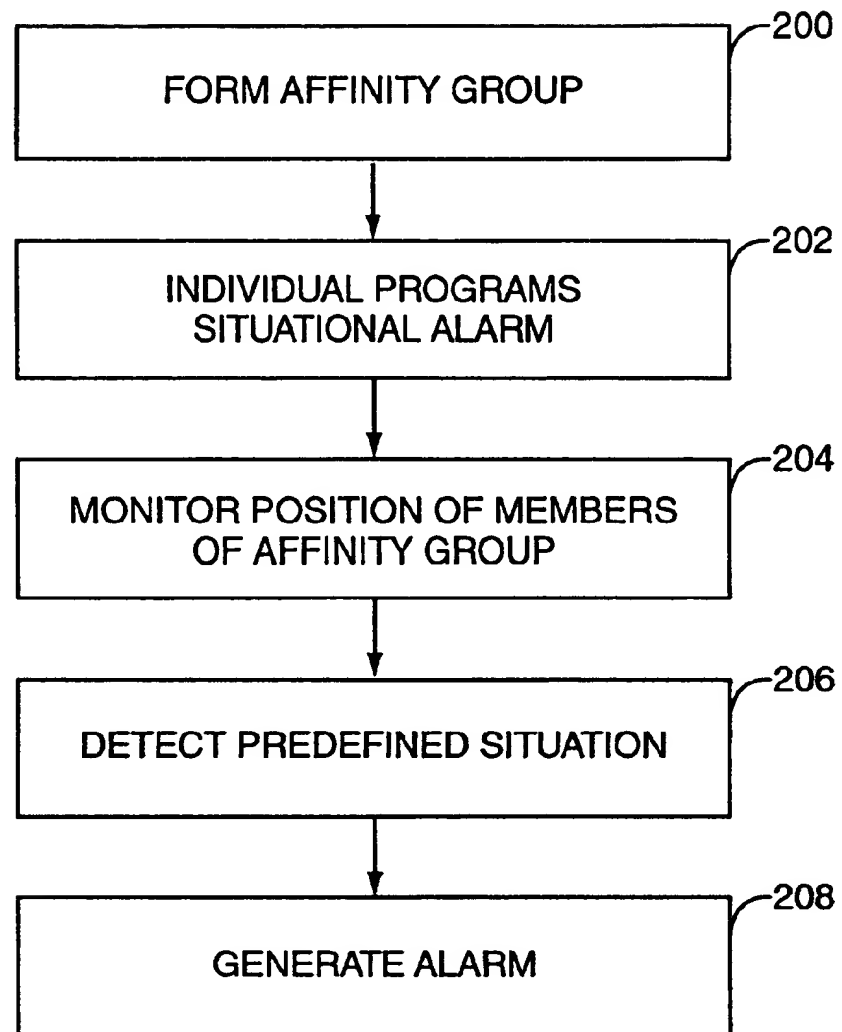 200
FORM AFFINITY GROUP
202
INDIVIDUAL PROGRAMS
SITUATIONAL ALARM
204
MONITOR POSITION OF MEMBERS
OF AFFINITY GROUP
206
DETECT PREDEFINED SITUATION
208
GENERATE ALARM